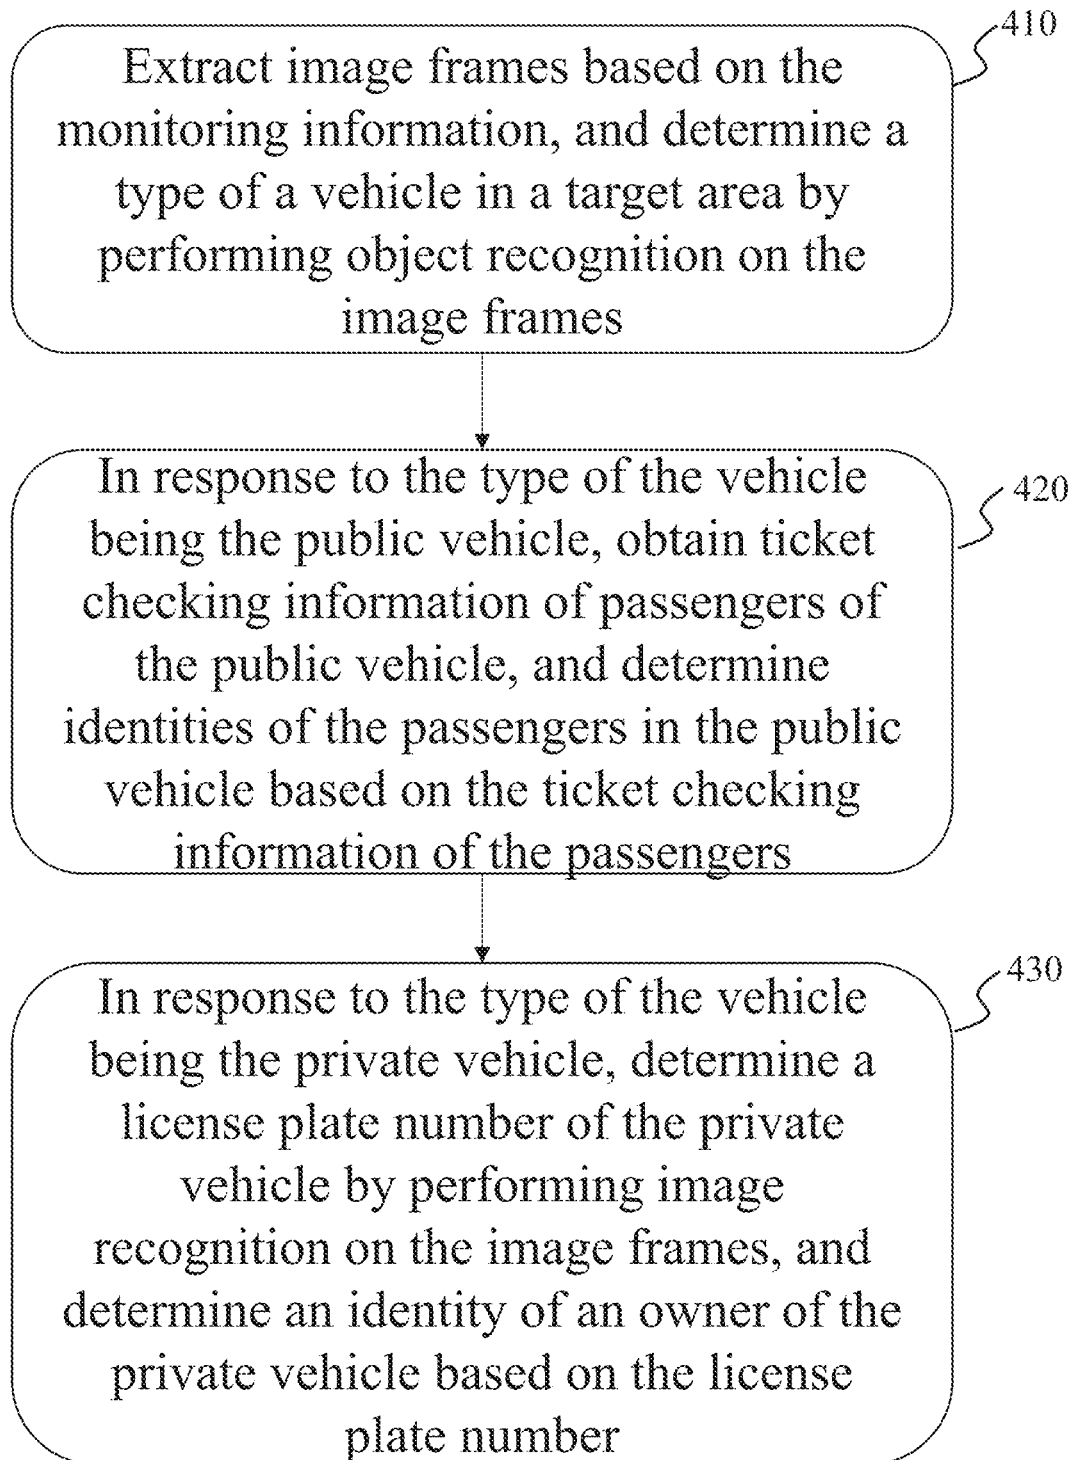 410
Extract image frames based on the
monitoring information, and determine a
type of a vehicle in a target area by
performing object recognition on the
image frames
420
In response to the type of the vehicle
being the public vehicle, obtain ticket
checking information of passengers of
the public vehicle, and determine
identities of the passengers in the public
vehicle based on the ticket checking
information of the passengers
430
In response to the type of the vehicle
being the private vehicle, determine a
license plate number of the private
vehicle by performing image
recognition on the image frames, and
determine an identity of an owner of the
private vehicle based on the license
plate number